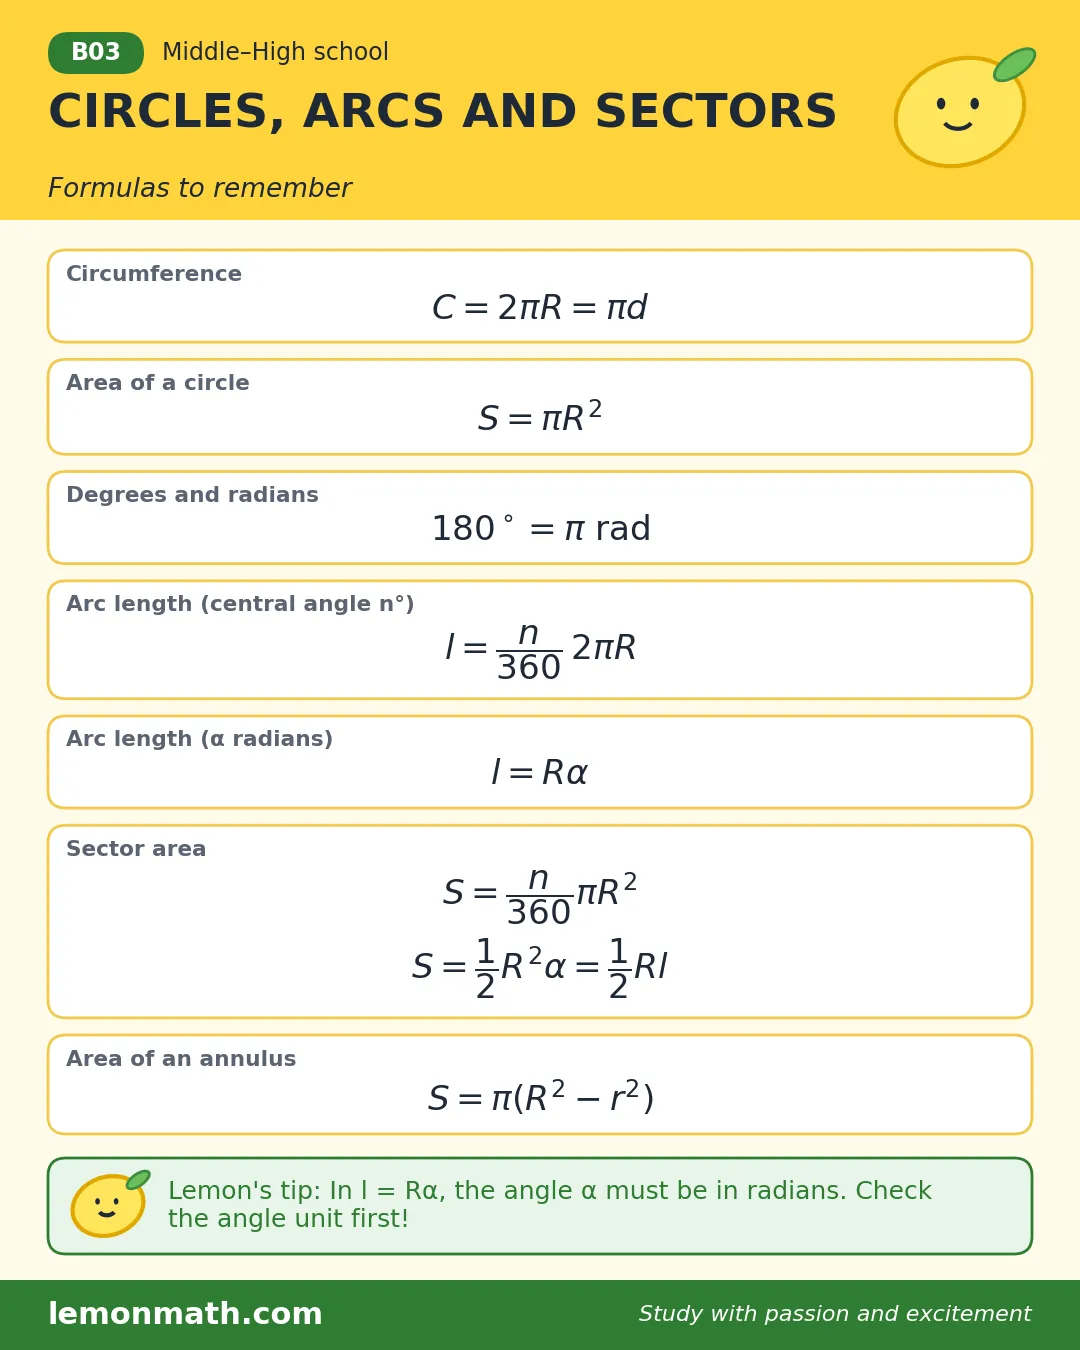 B03 Middle–High school
CIRCLES, ARCS AND SECTORS
Formulas to remember
Circumference
C = 2πR = πd
Area of a circle
S = πR²
Degrees and radians
180° = π rad
Arc length (central angle n°)
l = n/360 2πR
Arc length (α radians)
l = Rα
Sector area
S = n/360 πR²
S = 1/2 R²α = 1/2 Rl
Area of an annulus
S = π(R² − r²)
Lemon's tip: In l = Rα, the angle α must be in radians. Check
the angle unit first!
lemonmath.com
Study with passion and excitement